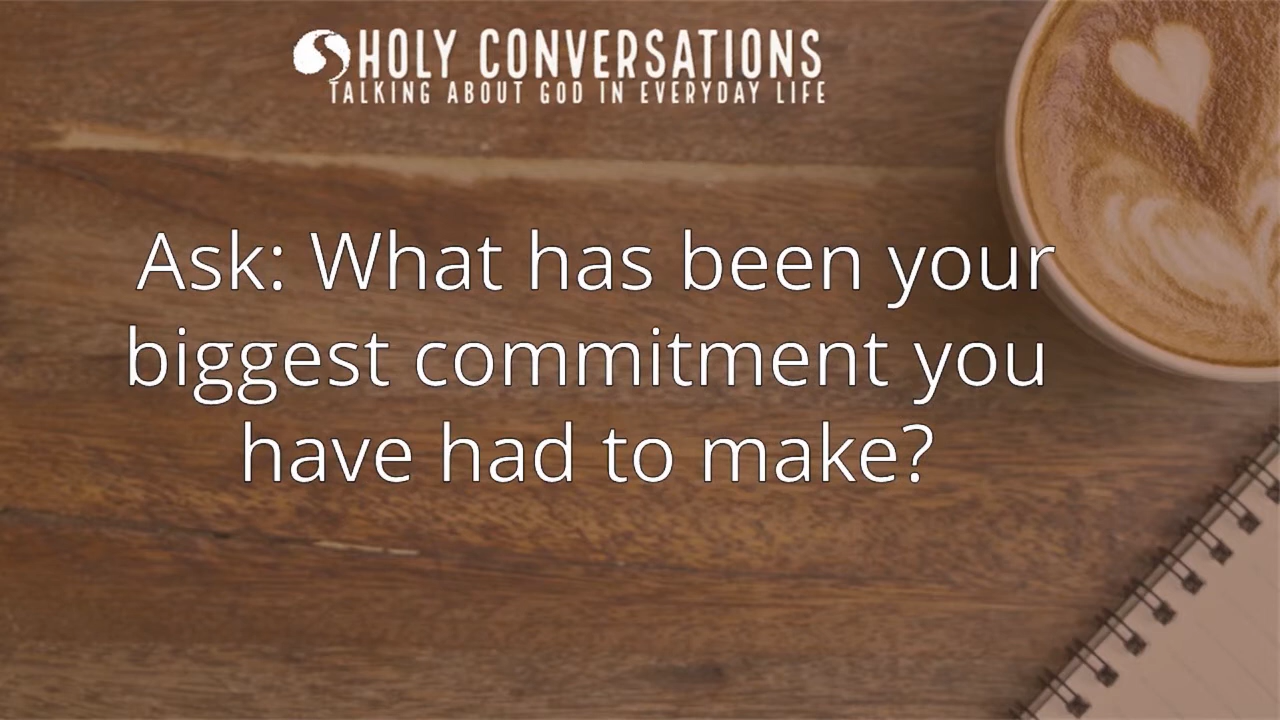 HOLY CONVERSATIONS
TALKING ABOUT GOD IN EVERYDAY LIFE
Ask: What has been your
biggest commitment you
have had to make?